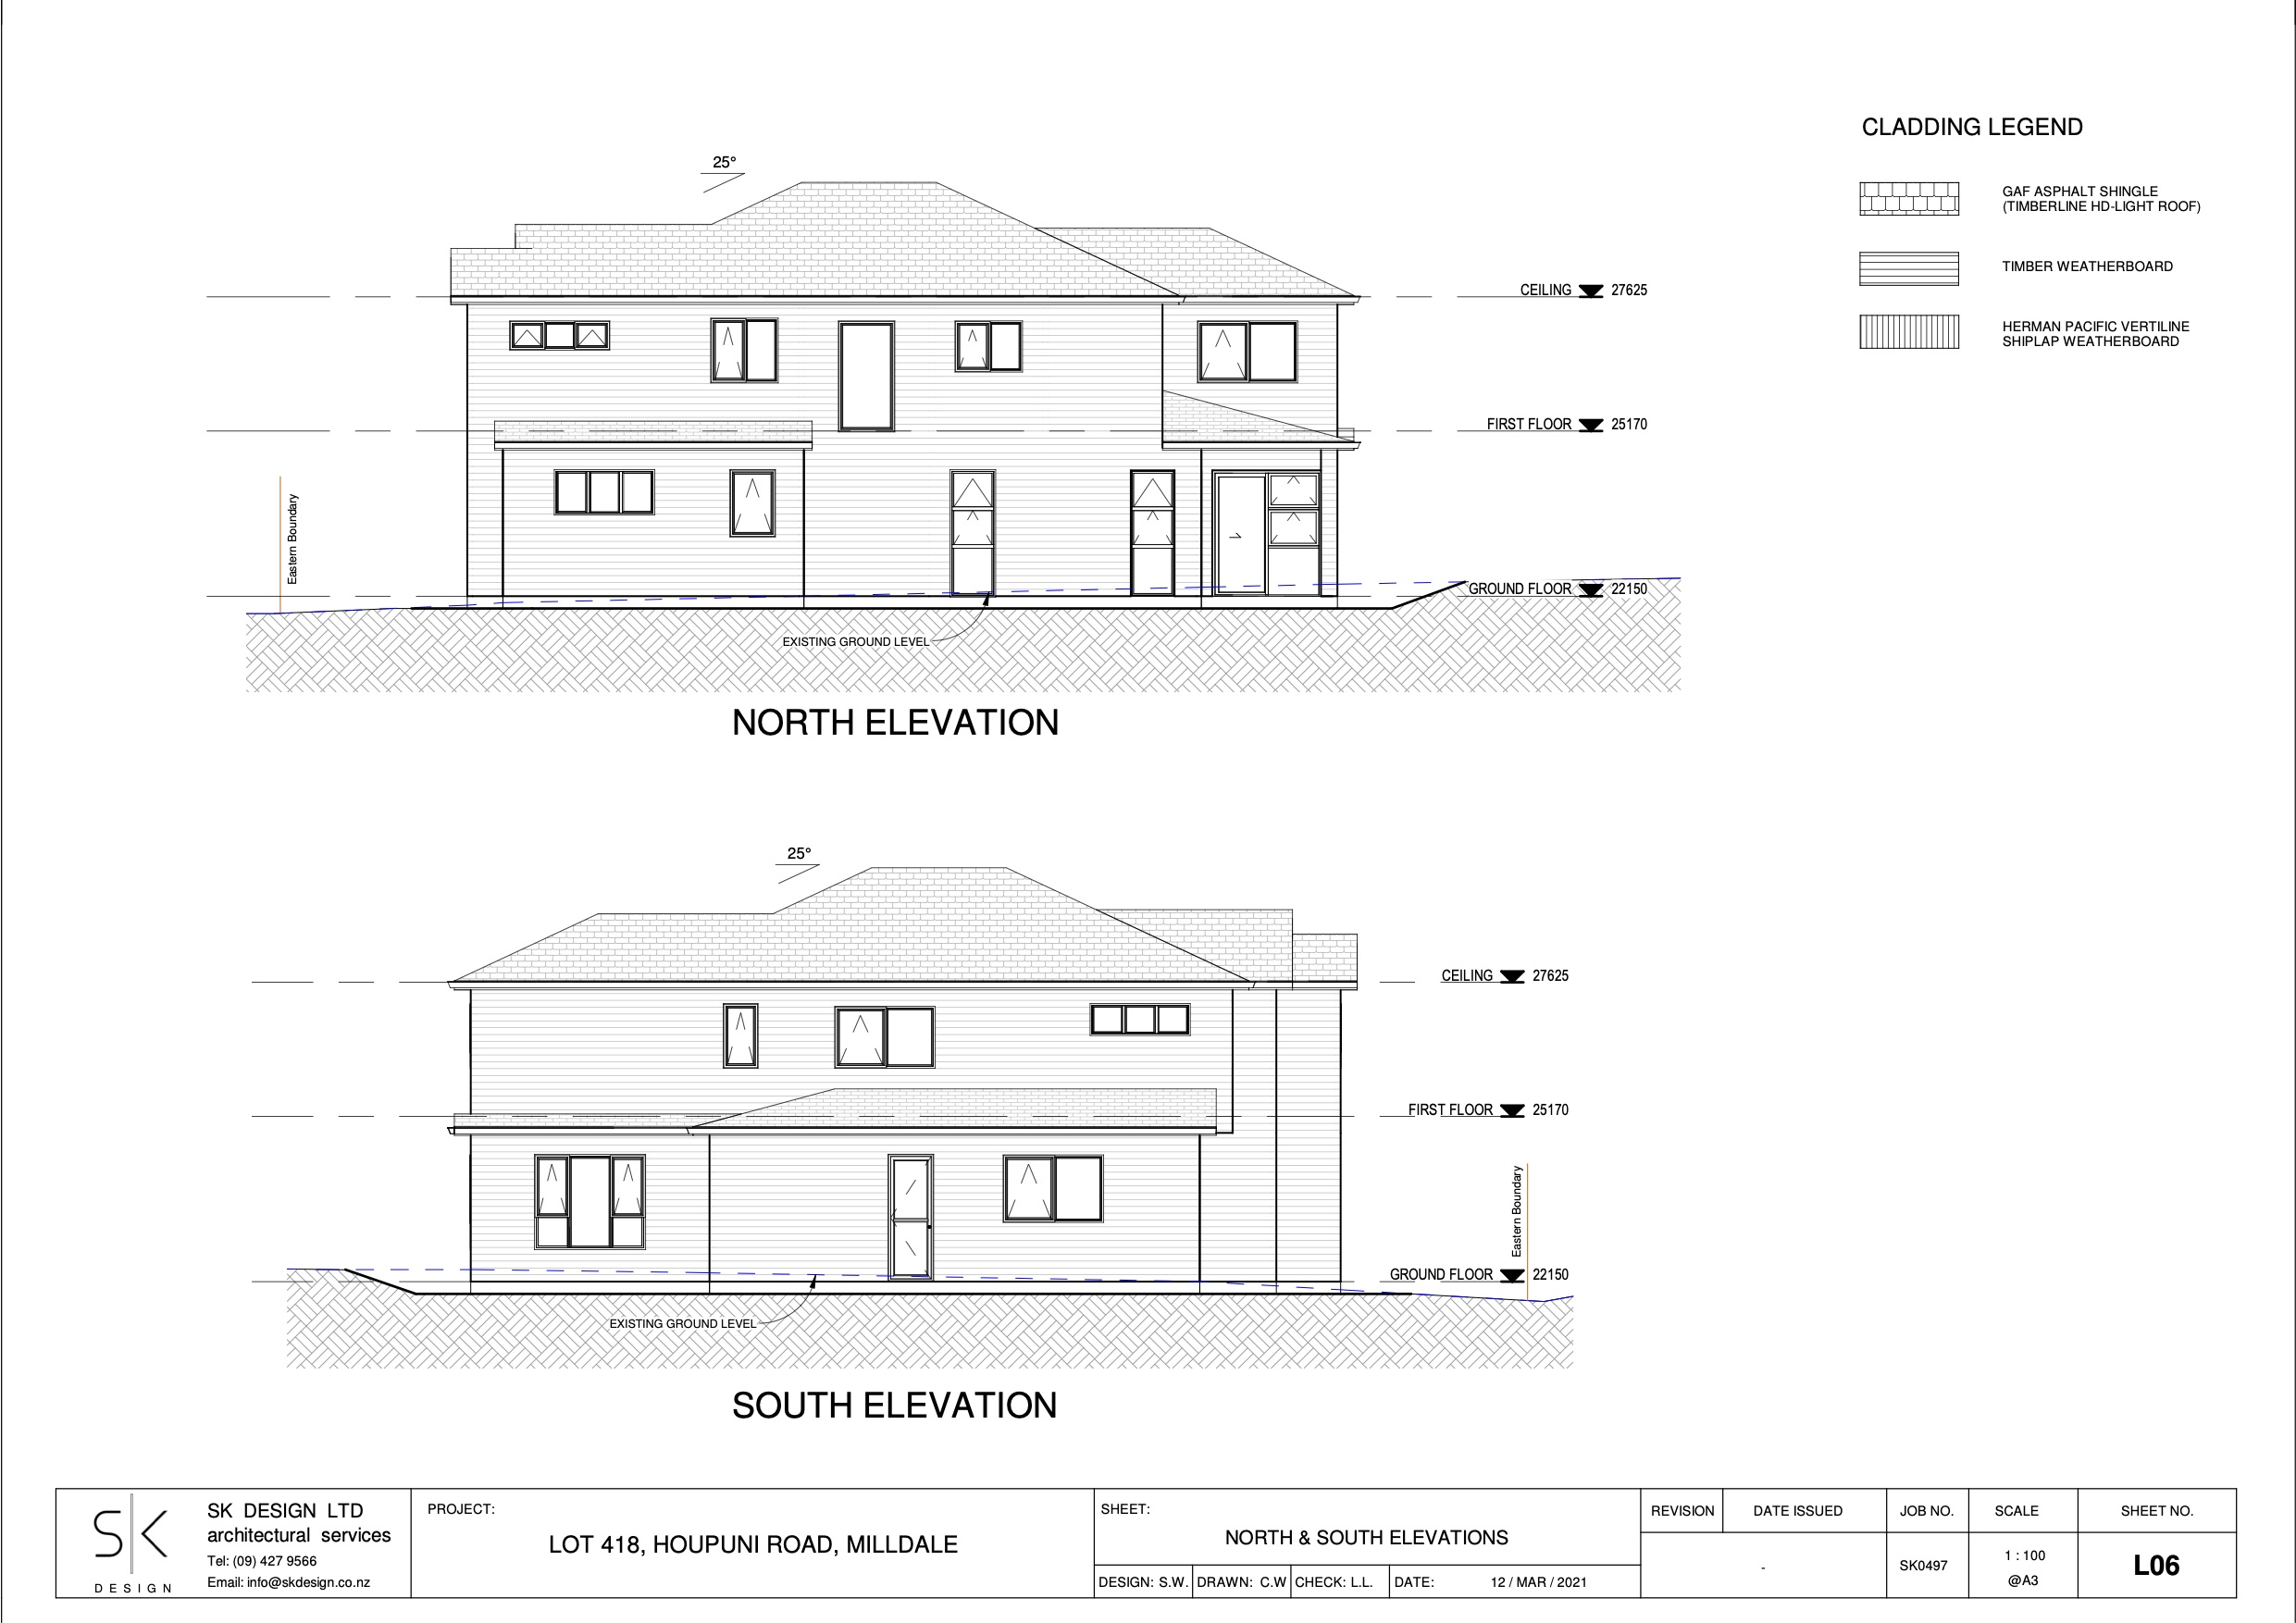 CLADDING LEGEND
GAF ASPHALT SHINGLE
(TIMBERLINE HD-LIGHT ROOF)
TIMBER WEATHERBOARD
HERMAN PACIFIC VERTILINE
SHIPLAP WEATHERBOARD
25°
CEILING 27625
FIRST FLOOR 25170
Eastern Boundary
GROUND FLOOR 22150
EXISTING GROUND LEVEL
NORTH ELEVATION
25°
CEILING 27625
FIRST FLOOR 25170
Eastern Boundary
GROUND FLOOR 22150
EXISTING GROUND LEVEL
SOUTH ELEVATION
SK
DESIGN
SK DESIGN LTD
architectural services
Tel: (09) 427 9566
Email: info@skdesign.co.nz
PROJECT:
LOT 418, HOUPUNI ROAD, MILLDALE
SHEET:
NORTH & SOUTH ELEVATIONS
DESIGN: S.W. DRAWN: C.W CHECK: L.L. DATE: 12 / MAR / 2021
REVISION DATE ISSUED JOB NO. SCALE SHEET NO.
- SK0497 1 : 100 @A3 L06